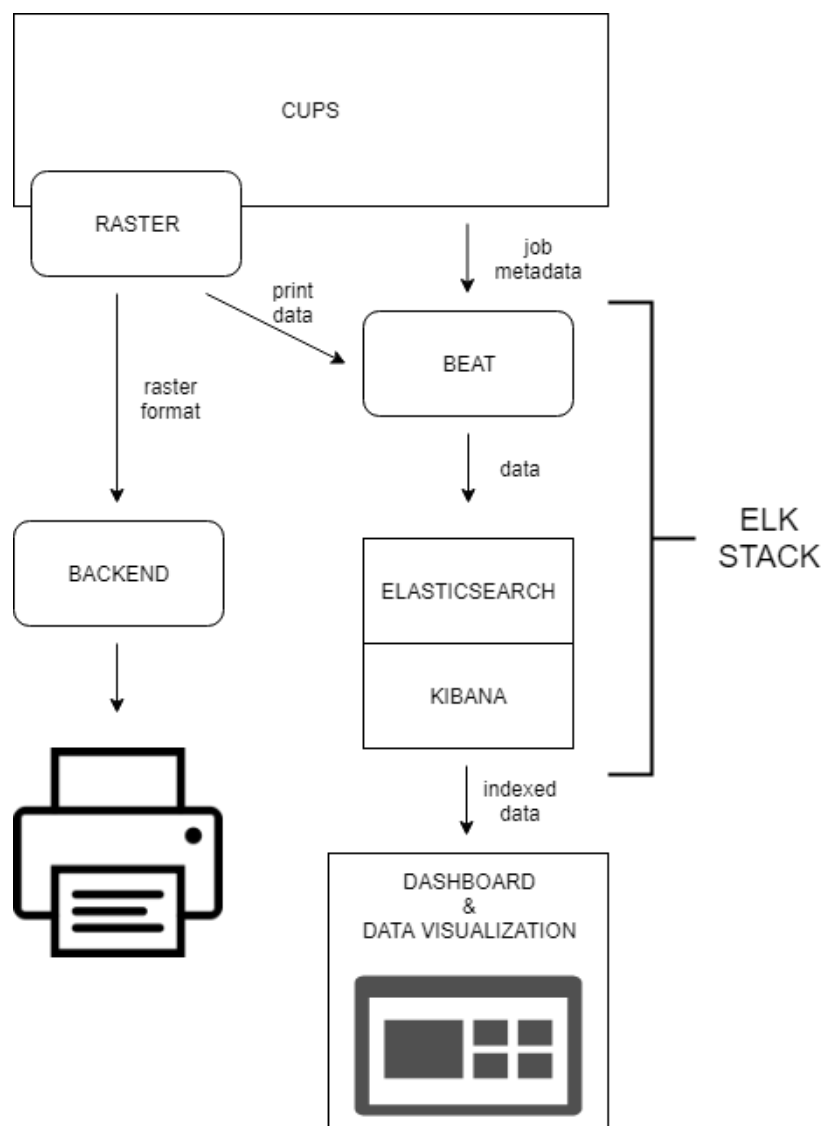 CUPS
RASTER
job
metadata
print
data
BEAT
raster
format
data
ELK
STACK
BACKEND
ELASTICSEARCH
KIBANA
indexed
data
DASHBOARD
&
DATA VISUALIZATION